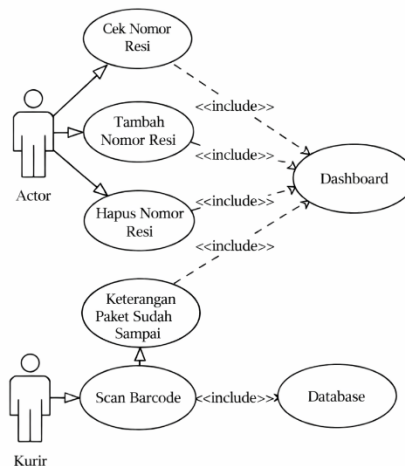 Cek Nomor
Resi
<<include>>
Tambah
Nomor Resi
<<include>>
Actor
Dashboard
Hapus Nomor
Resi
<<include>>
<<include>>
Keterangan
Paket Sudah
Sampai
Scan Barcode
<<include>>
Database
Kurir